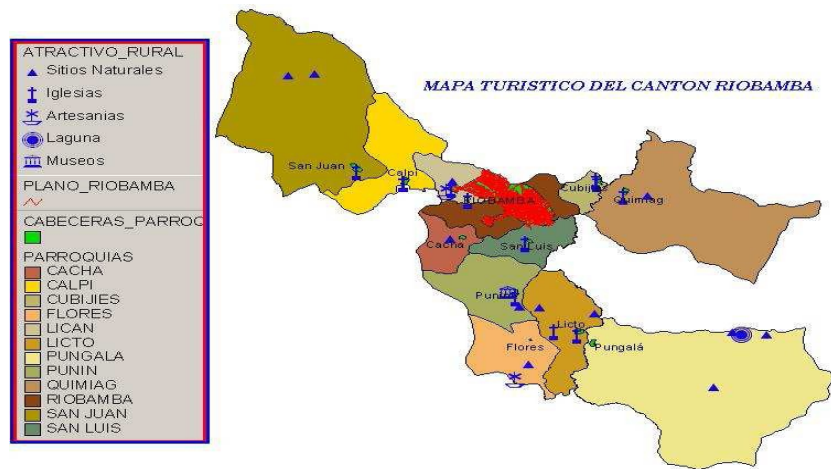 MAPA TURISTICO DEL CANTON RIOBAMBA
ATRACTIVO_RURAL
Sitios Naturales
Iglesias
Artesanias
Laguna
Museos
PLANO_RIOBAMBA
CABECERAS_PARROQ
PARROQUIAS
CACHA
CALPI
CUBIJIES
FLORES
LICAN
LICTO
PUNGALA
PUNIN
QUIMIAG
RIOBAMBA
SAN JUAN
SAN LUIS
San Juan
Calpi
RIOBAMBA
Cubijies
Quimiag
Cacha
San Luis
Punin
Licto
Flores
Pungalá